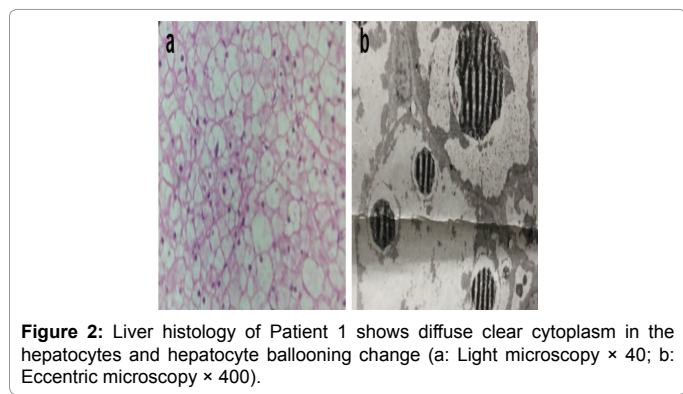 a b
Figure 2: Liver histology of Patient 1 shows diffuse clear cytoplasm in the
hepatocytes and hepatocyte ballooning change (a: Light microscopy × 40; b:
Eccentric microscopy × 400).